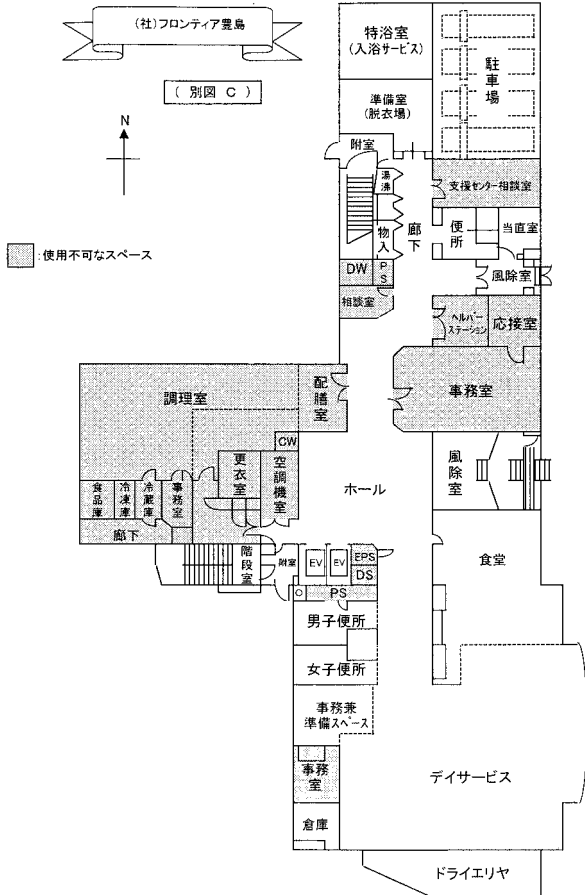 (社)フロンティア豊島
( 別図 C )
N
:使用不可なスペース
特浴室
(入浴サービス)
駐車場
準備室
(脱衣場)
附室
湯沸
支援センター相談室
物入
廊下
便所
当直室
DW
PS
風除室
相談室
ヘルパー
ステーション
応接室
調理室
配膳室
事務室
CW
更衣室
空調機室
ホール
風除室
食品庫
冷凍庫
冷蔵庫
事務室
廊下
階段室
附室
EV
EV
EPS
DS
食堂
PS
男子便所
女子便所
事務兼
準備スペース
事務室
デイサービス
倉庫
ドライエリヤ